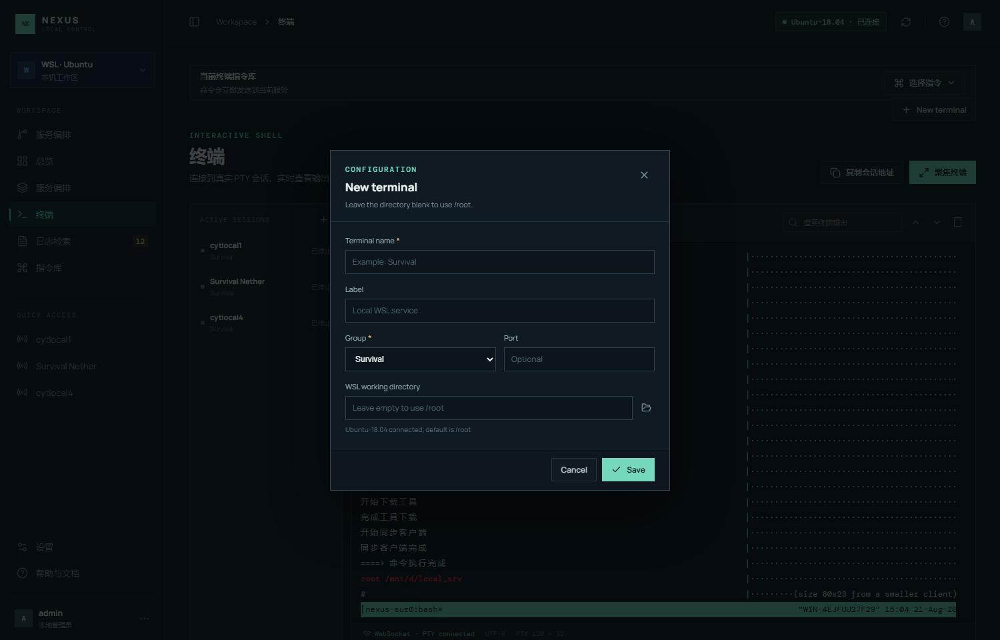 NX
NEXUS
LOCAL CONTROL
W
WSL · Ubuntu
本机工作区
WORKSPACE
服务编排
总览
服务编排
终端
日志检索
12
指令库
QUICK ACCESS
cytlocal1
Survival Nether
cytlocal4
设置
帮助与文档
A
admin
本地管理员
Workspace
终端
Ubuntu-18.04 · 已连接
A
当前终端指令库
命令会立即发送到当前服务
选择指令
New terminal
INTERACTIVE SHELL
终端
连接到真实 PTY 会话，实时查看输出
复制会话地址
聚焦终端
ACTIVE SESSIONS
cytlocal1
Survival
已停止
Survival Nether
Survival
已停止
cytlocal4
Survival
已停止
搜索终端输出
CONFIGURATION
New terminal
Leave the directory blank to use /root.
Terminal name *
Example: Survival
Label
Local WSL service
Group *
Port
Survival
Optional
WSL working directory
Leave empty to use /root
Ubuntu-18.04 connected; default is /root
Cancel
Save
开始下载工具
完成工具下载
开始同步客户端
同步客户端完成
====> 命令执行完成
root /mnt/d/local_srv
#
(size 80x23 from a smaller client)
[nexus-sur0:bash*
"WIN-4EJFUU27F29" 15:04 21-Aug-26
WebSocket · PTY connected
UTF-8
PTY 120 × 32